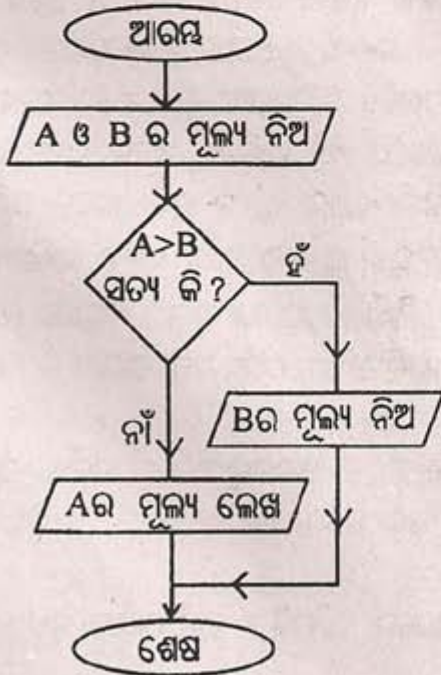 ଆରମ୍ଭ
A ଓ B ର ମୂଲ୍ୟ ନିଅ
A>B
ସତ୍ୟ କି ?
ହଁ
Bର ମୂଲ୍ୟ ନିଅ
ନାଁ
Aର ମୂଲ୍ୟ ଲେଖ
ଶେଷ